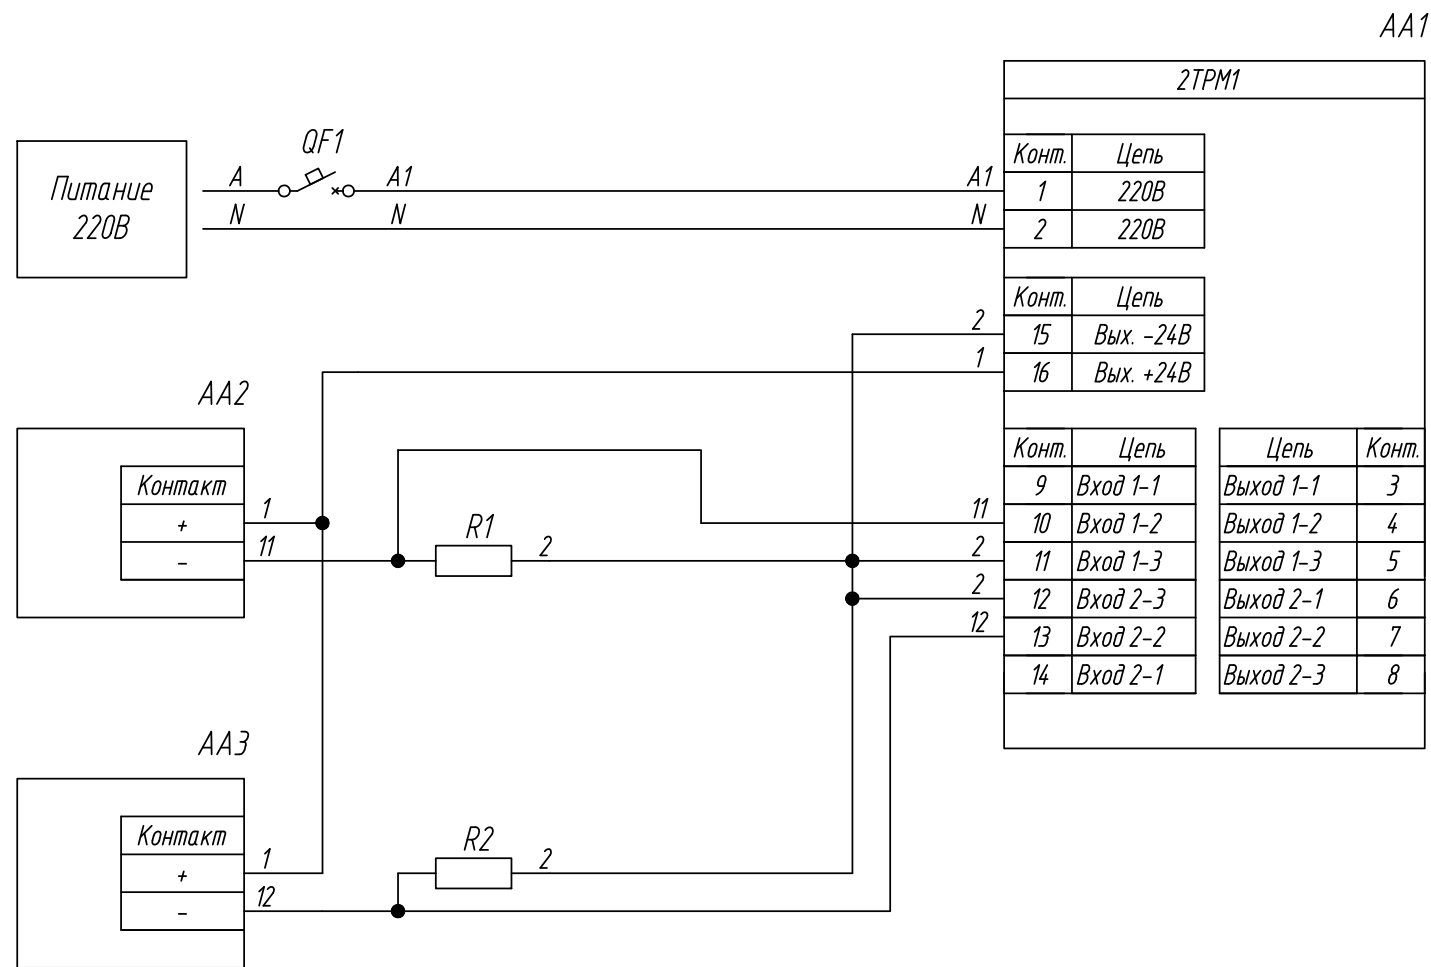 АА1
2ТРМ1
Питание
220В
QF1
A
A1
A1
N
N
N
Конт. Цепь
1 220В
2 220В
Конт. Цепь
2
15 Вых. -24В
1
16 Вых. +24В
АА2
Контакт
+
-
1
11
R1
2
11
2
2
12
Конт. Цепь
9 Вход 1-1
10 Вход 1-2
11 Вход 1-3
12 Вход 2-3
13 Вход 2-2
14 Вход 2-1
Цепь Конт.
Выход 1-1 3
Выход 1-2 4
Выход 1-3 5
Выход 2-1 6
Выход 2-2 7
Выход 2-3 8
АА3
Контакт
+
-
1
12
R2
2